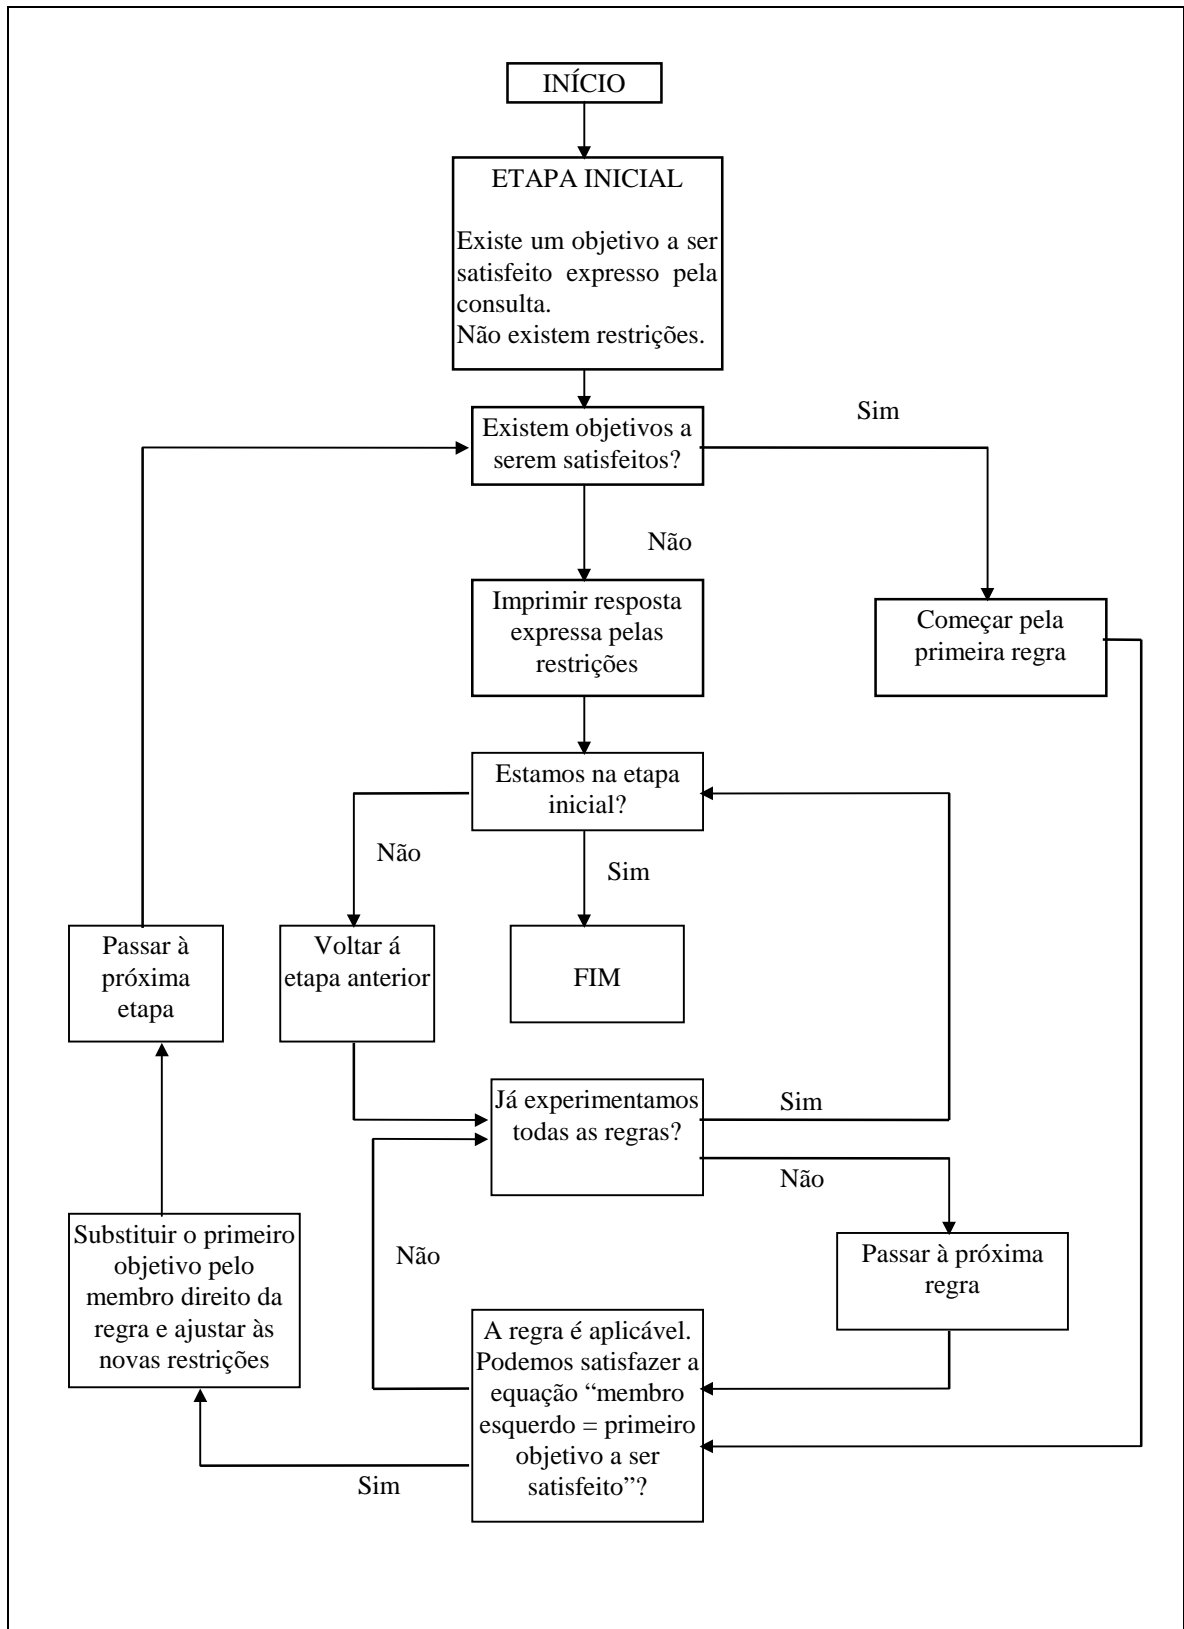 INÍCIO
ETAPA INICIAL
Existe um objetivo a ser
satisfeito expresso pela
consulta.
Não existem restrições.
Existem objetivos a
serem satisfeitos?
Sim
Não
Imprimir resposta
expressa pelas
restrições
Começar pela
primeira regra
Estamos na etapa
inicial?
Não
Sim
Passar à
próxima
etapa
Voltar á
etapa anterior
FIM
Já experimentamos
todas as regras?
Sim
Não
Substituir o primeiro
objetivo pelo
membro direito da
regra e ajustar às
novas restrições
Não
Passar à próxima
regra
A regra é aplicável.
Podemos satisfazer a
equação “membro
esquerdo = primeiro
objetivo a ser
satisfeito”?
Sim